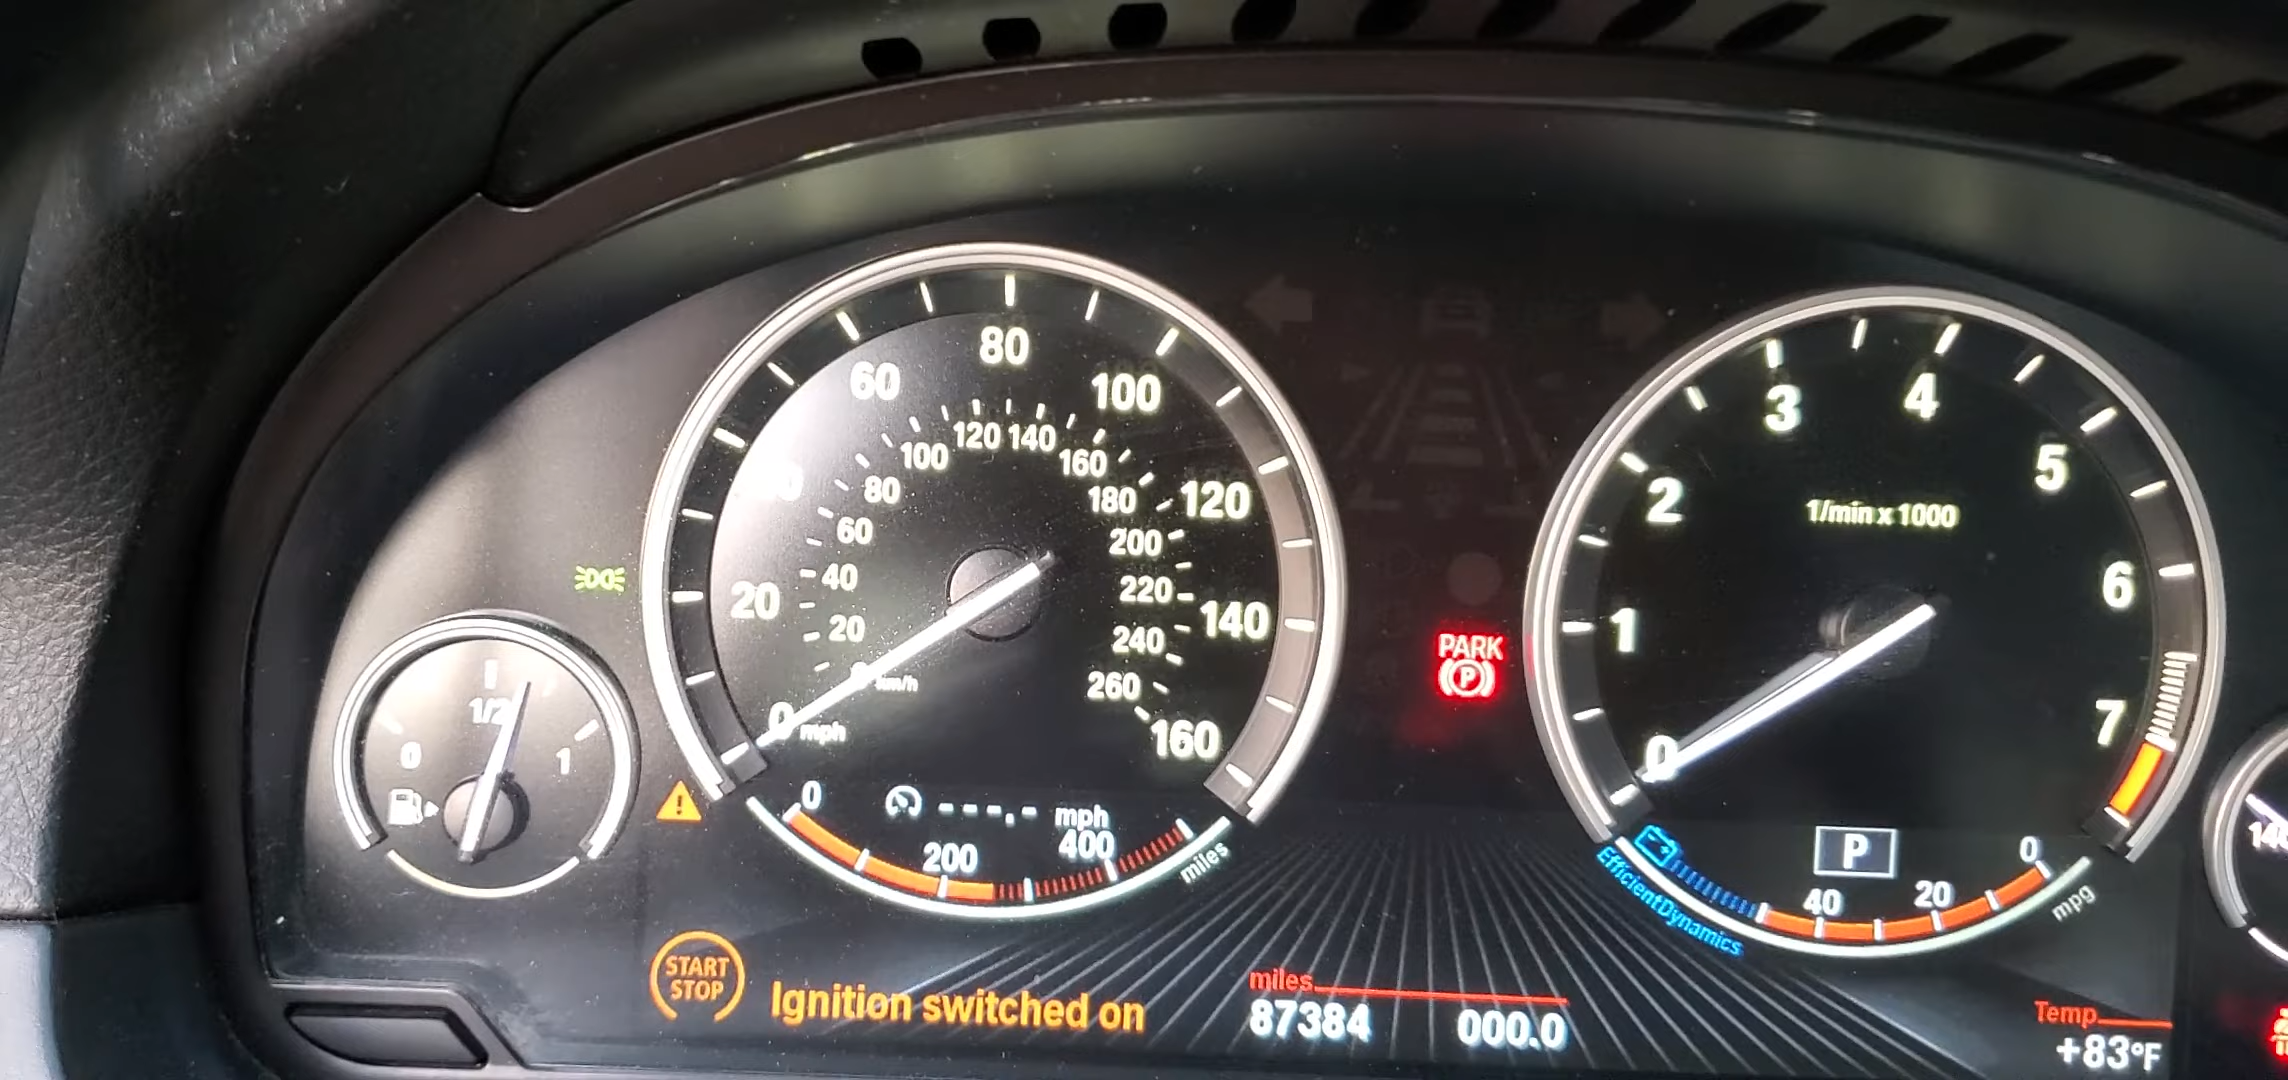 80
60
100
120
140
160
20
0
mph
120 140
100
160
80
180
60
200
40
220
20
240
260
km/h
1/2
0
1
0
200
400
---.- mph
miles
PARK
P
3
4
2
5
1
6
0
7
1/min x 1000
P
40
20
0
mpg
EfficientDynamics
START
STOP
Ignition switched on
miles
87384
000.0
Temp
+83°F